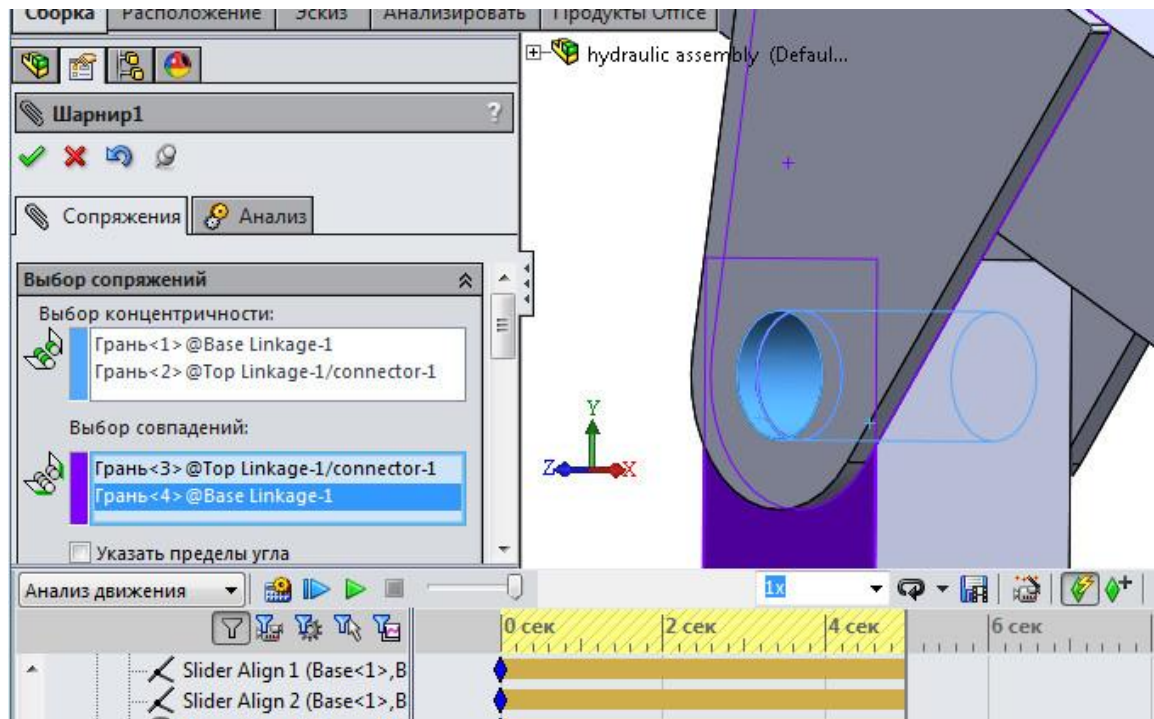 Сборка Расположение Эскиз Анализировать Продукты Office
hydraulic assembly (Defaul...
Шарнир1 ?
Сопряжения Анализ
Выбор сопряжений
Выбор концентричности:
Грань<1>@Base Linkage-1
Грань<2>@Top Linkage-1/connector-1
Выбор совпадений:
Грань<3>@Top Linkage-1/connector-1
Грань<4>@Base Linkage-1
Указать пределы угла
Y
Z X
Анализ движения 1x
0 сек 2 сек 4 сек 6 сек
Slider Align 1 (Base<1>,B
Slider Align 2 (Base<1>,B